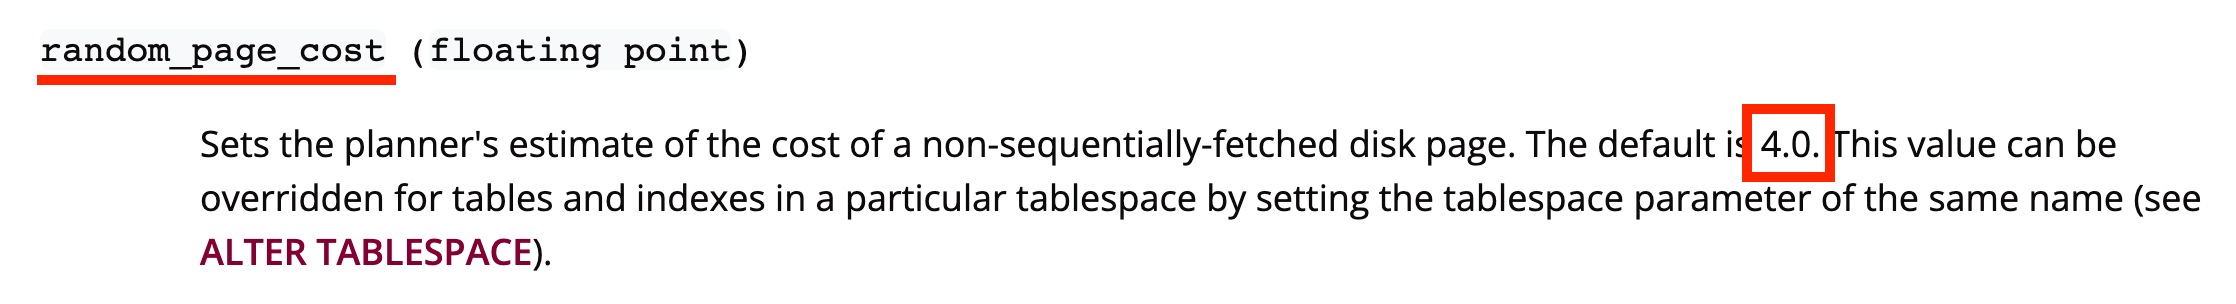 random_page_cost (floating point)
Sets the planner's estimate of the cost of a non-sequentially-fetched disk page. The default is 4.0. This value can be
overridden for tables and indexes in a particular tablespace by setting the tablespace parameter of the same name (see
ALTER TABLESPACE).